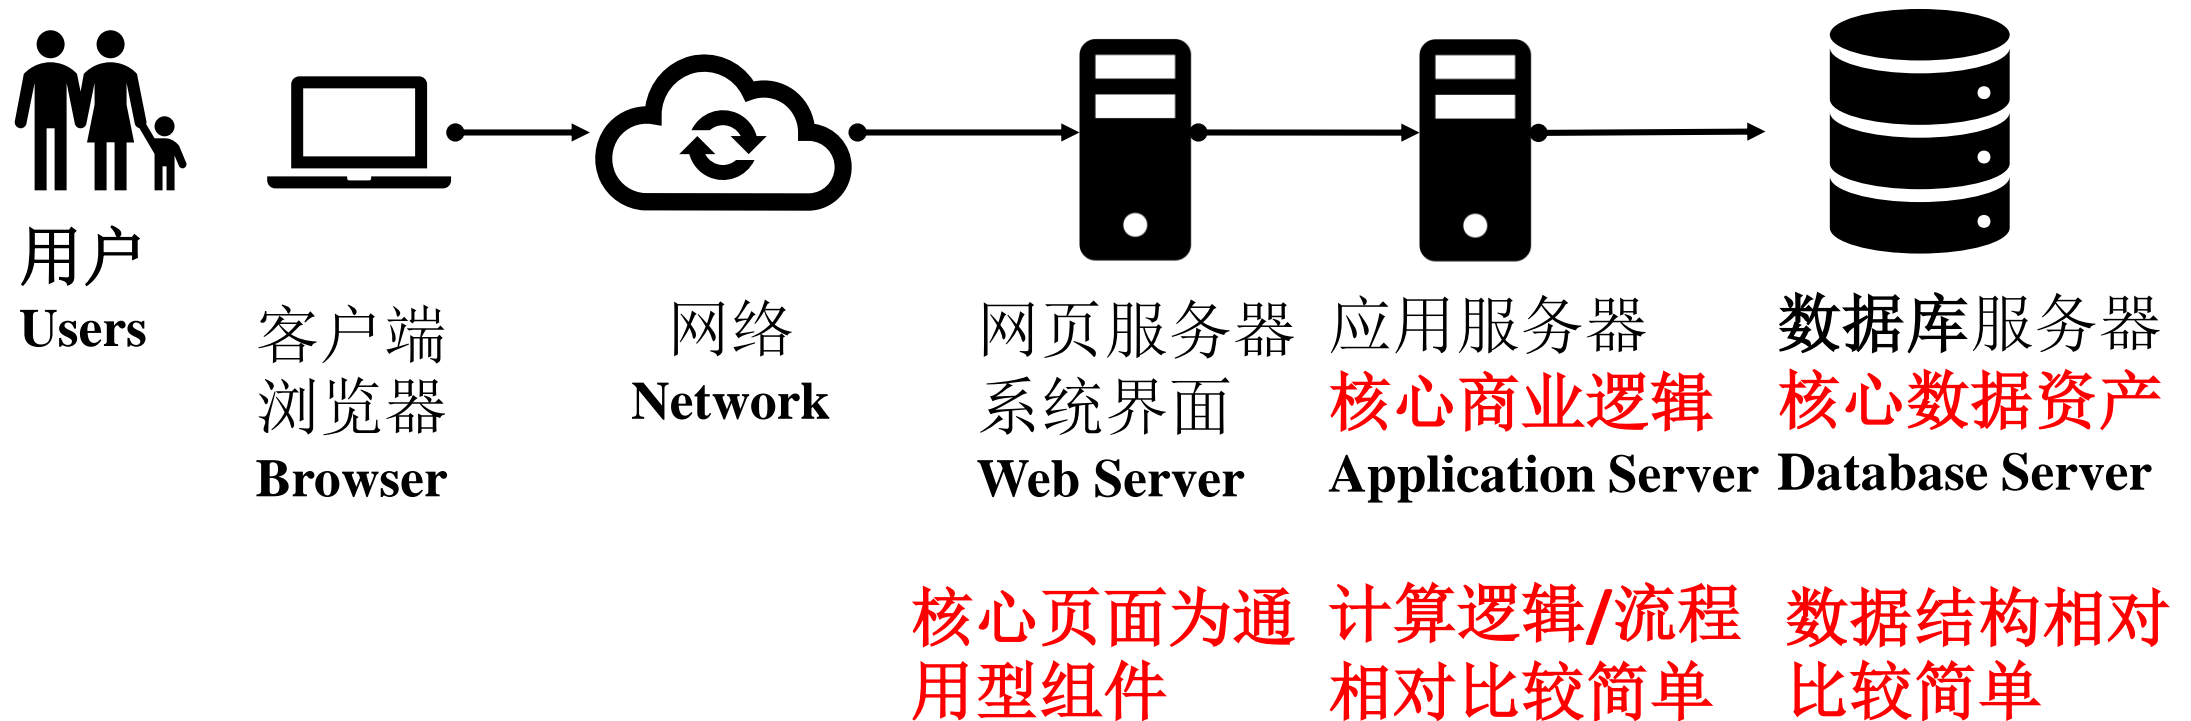 用户
Users
客户端
浏览器
Browser
网络
Network
网页服务器
系统界面
Web Server
应用服务器
核心商业逻辑
Application Server
数据库服务器
核心数据资产
Database Server
核心页面为通
用型组件
计算逻辑/流程
相对比较简单
数据结构相对
比较简单